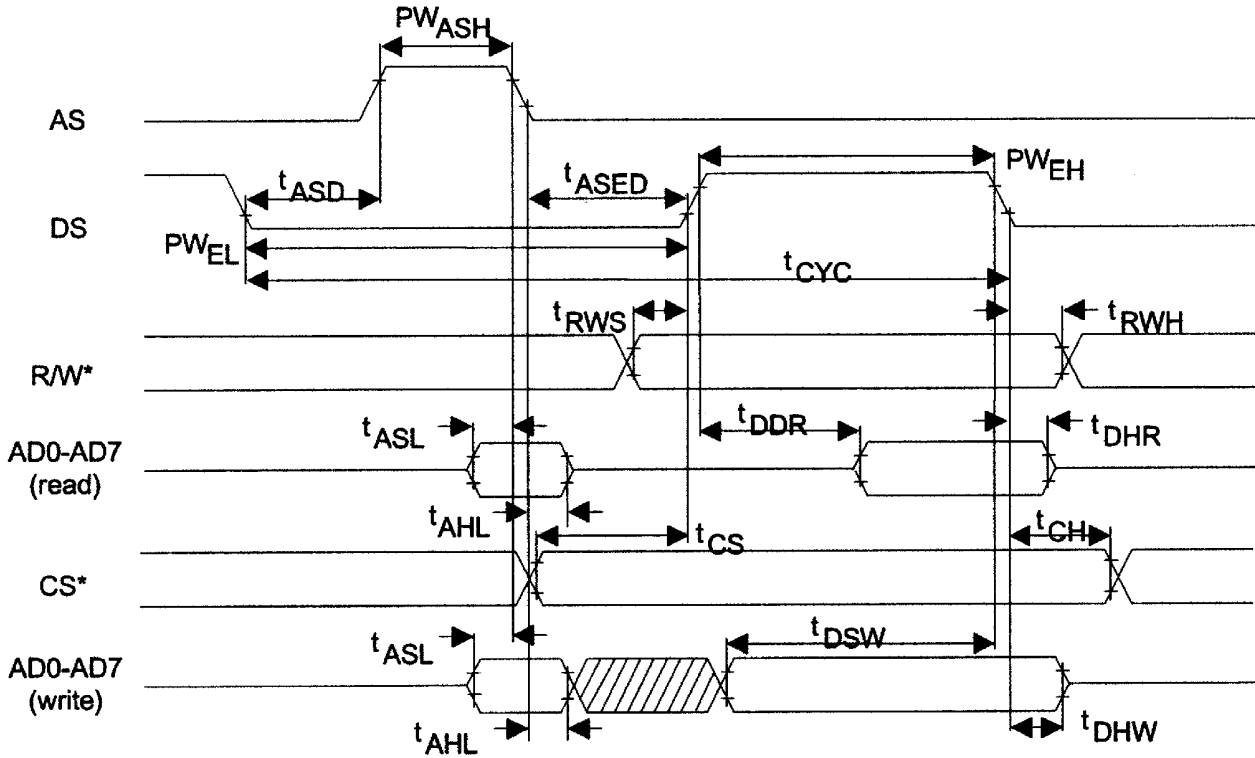 PWASH
AS
tASD
tASED
PWEH
DS
PWEL
tCYC
tRWS
tRWH
R/W*
tASL
tDDR
tDHR
AD0-AD7
(read)
tAHL
tCS
tCH
CS*
tASL
tDSW
AD0-AD7
(write)
tAHL
tDHW